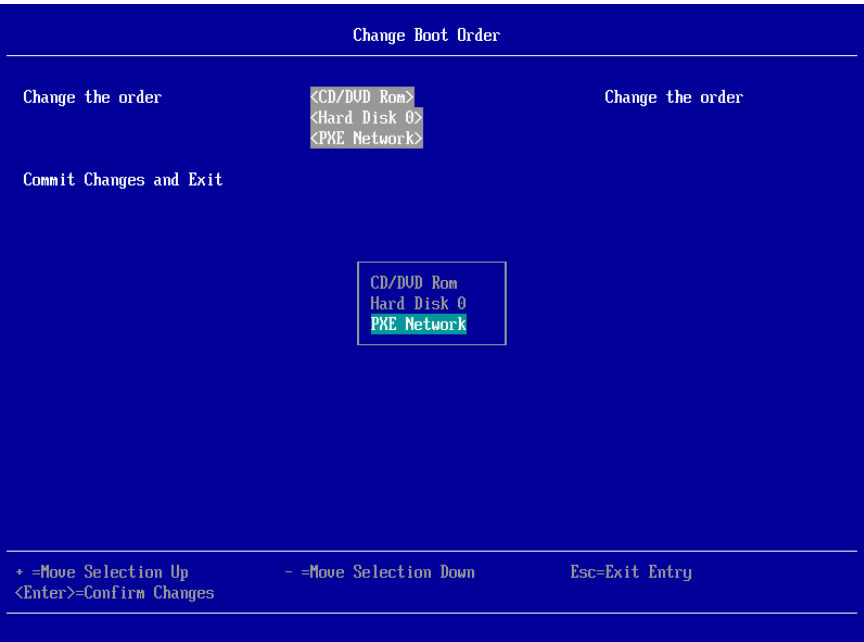 Change Boot Order
Change the order <CD/DVD Rom> Change the order
<Hard Disk 0>
<PXE Network>
Commit Changes and Exit
CD/DVD Rom
Hard Disk 0
PXE Network
+ =Move Selection Up - =Move Selection Down Esc=Exit Entry
<Enter>=Confirm Changes